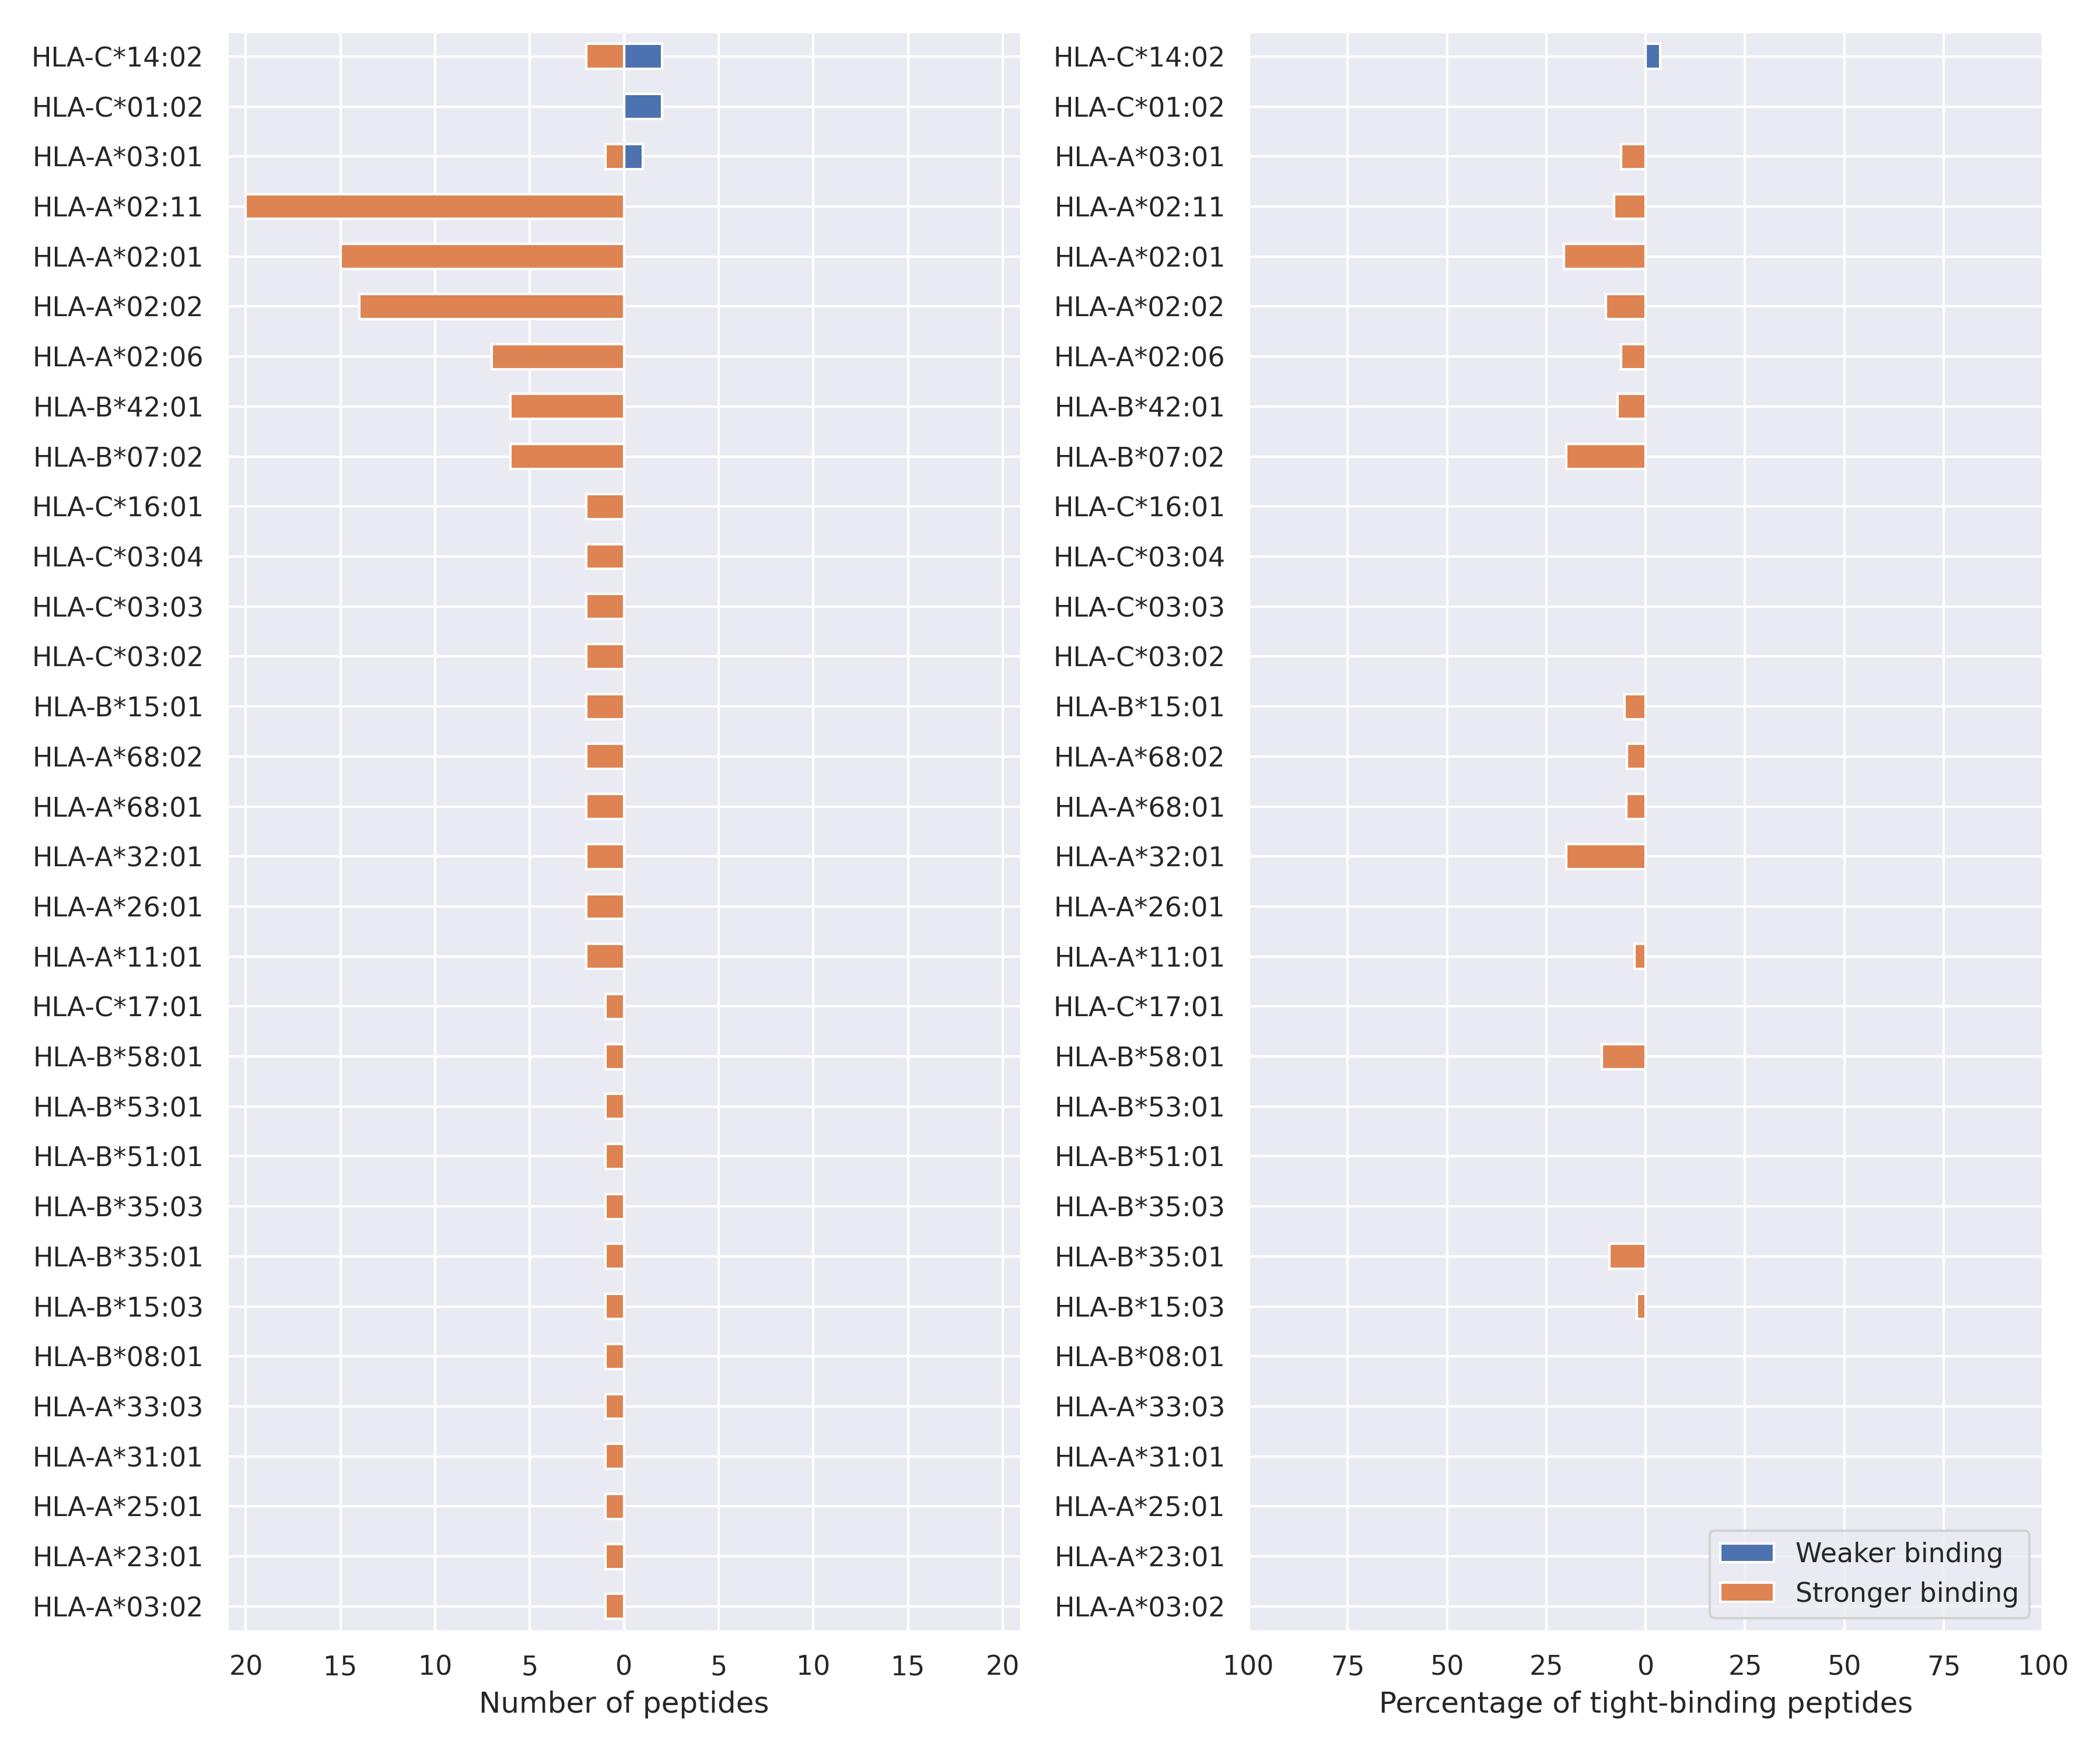 HLA-C*14:02
HLA-C*01:02
HLA-A*03:01
HLA-A*02:11
HLA-A*02:01
HLA-A*02:02
HLA-A*02:06
HLA-B*42:01
HLA-B*07:02
HLA-C*16:01
HLA-C*03:04
HLA-C*03:03
HLA-C*03:02
HLA-B*15:01
HLA-A*68:02
HLA-A*68:01
HLA-A*32:01
HLA-A*26:01
HLA-A*11:01
HLA-C*17:01
HLA-B*58:01
HLA-B*53:01
HLA-B*51:01
HLA-B*35:03
HLA-B*35:01
HLA-B*15:03
HLA-B*08:01
HLA-A*33:03
HLA-A*31:01
HLA-A*25:01
HLA-A*23:01
HLA-A*03:02
20 15 10 5 0 5 10 15 20
Number of peptides
HLA-C*14:02
HLA-C*01:02
HLA-A*03:01
HLA-A*02:11
HLA-A*02:01
HLA-A*02:02
HLA-A*02:06
HLA-B*42:01
HLA-B*07:02
HLA-C*16:01
HLA-C*03:04
HLA-C*03:03
HLA-C*03:02
HLA-B*15:01
HLA-A*68:02
HLA-A*68:01
HLA-A*32:01
HLA-A*26:01
HLA-A*11:01
HLA-C*17:01
HLA-B*58:01
HLA-B*53:01
HLA-B*51:01
HLA-B*35:03
HLA-B*35:01
HLA-B*15:03
HLA-B*08:01
HLA-A*33:03
HLA-A*31:01
HLA-A*25:01
HLA-A*23:01
HLA-A*03:02
Weaker binding
Stronger binding
100 75 50 25 0 25 50 75 100
Percentage of tight-binding peptides